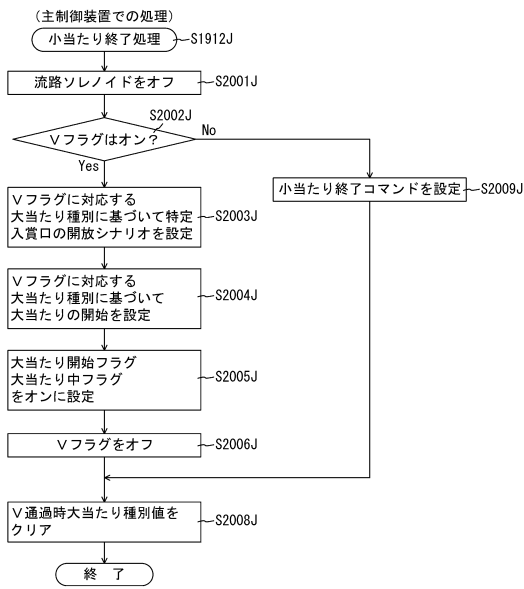 （主制御装置での処理）
小当たり終了処理
S1912J
流路ソレノイドをオフ
S2001J
Ｖフラグはオン？
S2002J
No
Yes
Ｖフラグに対応する
大当たり種別に基づいて特定
入賞口の開放シナリオを設定
S2003J
小当たり終了コマンドを設定
S2009J
Ｖフラグに対応する
大当たり種別に基づいて
大当たりの開始を設定
S2004J
大当たり開始フラグ
大当たり中フラグ
をオンに設定
S2005J
Ｖフラグをオフ
S2006J
Ｖ通過時大当たり種別値を
クリア
S2008J
終　了